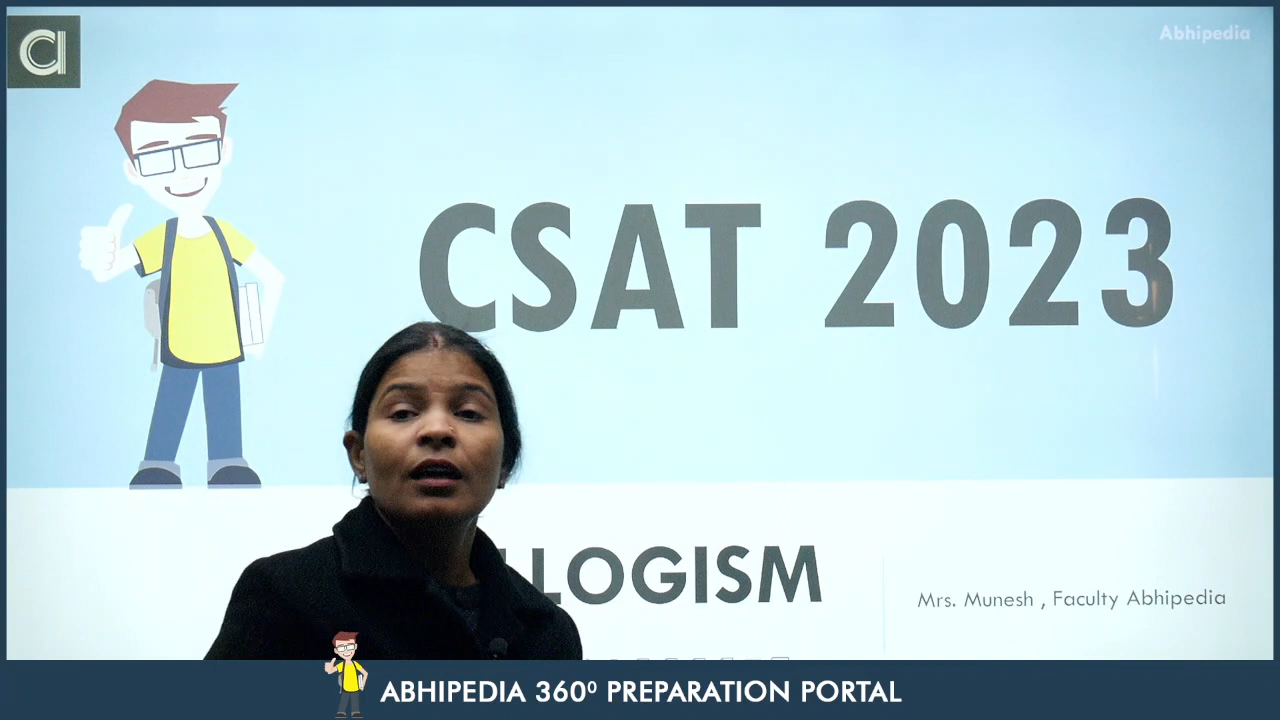 Abhipedia
CSAT 2023
LLOGISM
Mrs. Munesh , Faculty Abhipedia
ABHIPEDIA 360⁰ PREPARATION PORTAL